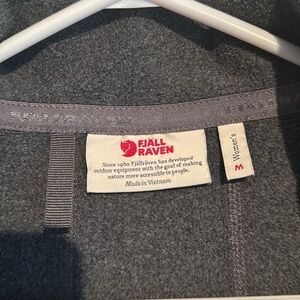 FJÄLL
RÄVEN
Since 1960 Fjällräven has developed
outdoor equipment with the goal of making
nature more accessible to people.
Made in Vietnam
Women's
M